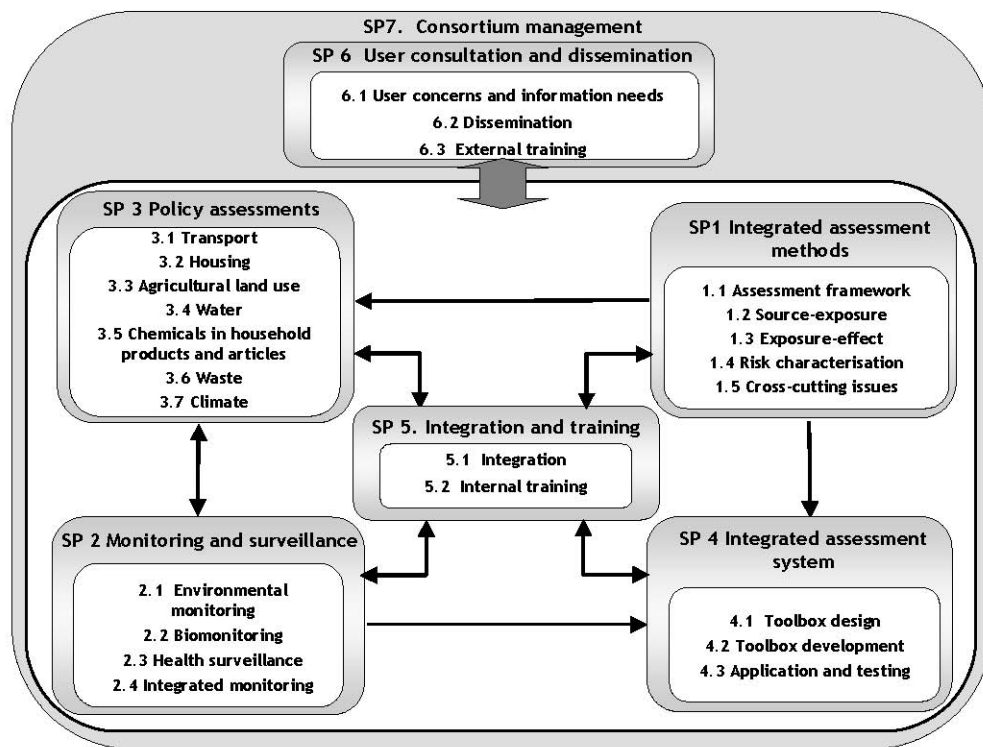 SP7. Consortium management
SP 6 User consultation and dissemination
6.1 User concerns and information needs
6.2 Dissemination
6.3 External training
SP 3 Policy assessments
3.1 Transport
3.2 Housing
3.3 Agricultural land use
3.4 Water
3.5 Chemicals in household
products and articles
3.6 Waste
3.7 Climate
SP1 Integrated assessment
methods
1.1 Assessment framework
1.2 Source-exposure
1.3 Exposure-effect
1.4 Risk characterisation
1.5 Cross-cutting issues
SP 5. Integration and training
5.1 Integration
5.2 Internal training
SP 2 Monitoring and surveillance
2.1 Environmental
monitoring
2.2 Biomonitoring
2.3 Health surveillance
2.4 Integrated monitoring
SP 4 Integrated assessment
system
4.1 Toolbox design
4.2 Toolbox development
4.3 Application and testing